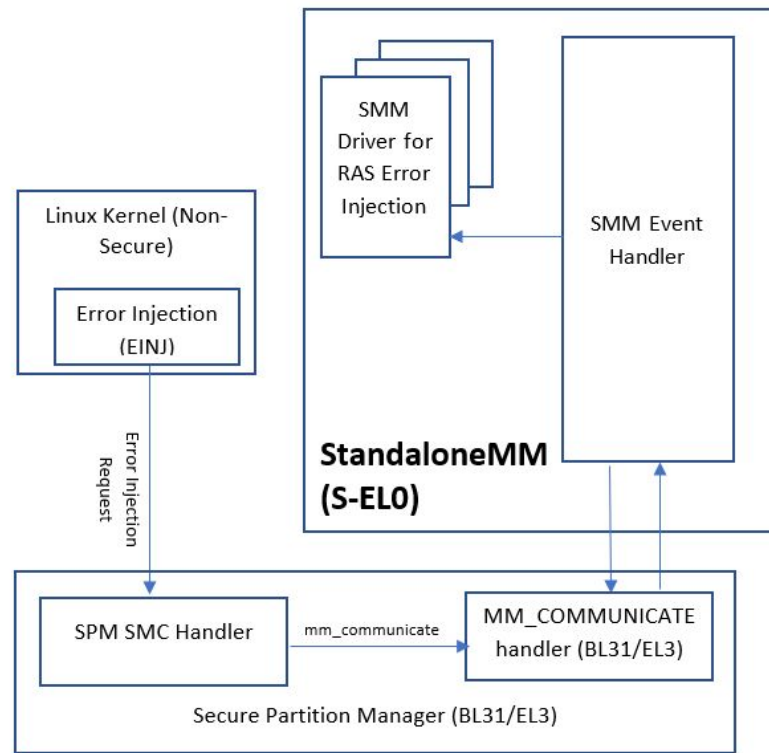 SMM
Driver for
RAS Error
Injection
SMM Event
Handler
Linux Kernel (Non-
Secure)
Error Injection
(EINJ)
StandaloneMM
(S-EL0)
Error Injection
Request
SPM SMC Handler
mm_communicate
MM_COMMUNICATE
handler (BL31/EL3)
Secure Partition Manager (BL31/EL3)